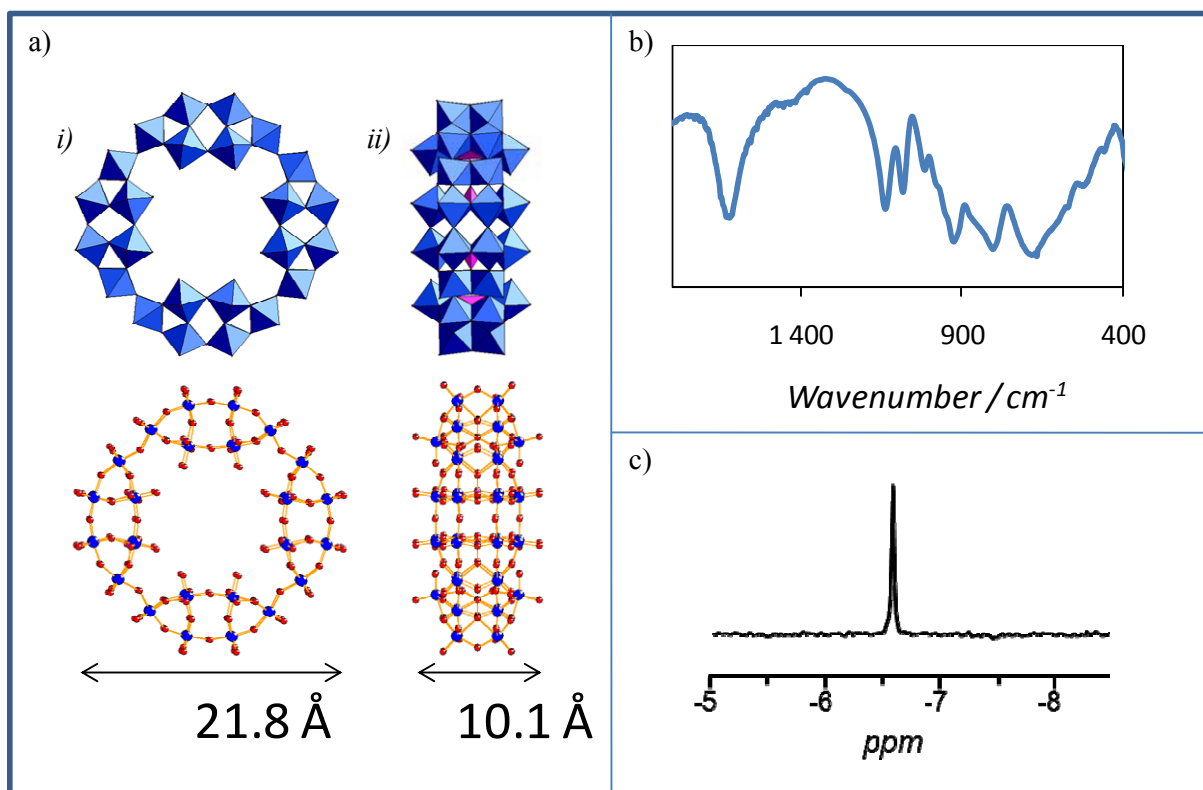 a)
i)
ii)
21.8 Å
10.1 Å
b)
1 400
900
400
Wavenumber / cm-1
c)
-5
-6
-7
-8
ppm